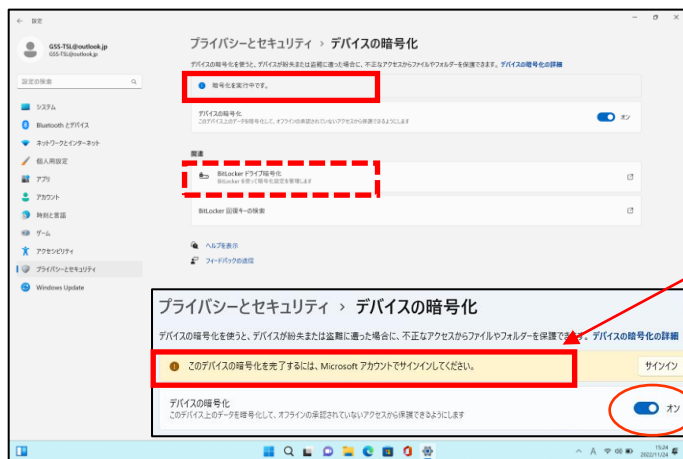 設定
GSS-TSL@outlook.jp
GSS-TSL@outlook.jp
設定の検索
システム
Bluetooth とデバイス
ネットワークとインターネット
個人用設定
アプリ
アカウント
時刻と言語
ゲーム
アクセシビリティ
プライバシーとセキュリティ
Windows Update
プライバシーとセキュリティ › デバイスの暗号化
デバイスの暗号化を使うと、デバイスが紛失または盗難に遭った場合に、不正なアクセスからファイルやフォルダーを保護できます。 デバイスの暗号化の詳細
暗号化を実行中です。
デバイスの暗号化
このデバイス上のデータを暗号化して、オフラインの承認されていないアクセスから保護できるようにします
オン
関連
BitLocker ドライブ暗号化
BitLocker を使って暗号化設定を管理します
BitLocker 回復キーの検索
ヘルプを表示
フィードバックの送信
プライバシーとセキュリティ › デバイスの暗号化
デバイスの暗号化を使うと、デバイスが紛失または盗難に遭った場合に、不正なアクセスからファイルやフォルダーを保護できます。 デバイスの暗号化の詳細
このデバイスの暗号化を完了するには、Microsoft アカウントでサインインしてください。
サインイン
デバイスの暗号化
このデバイス上のデータを暗号化して、オフラインの承認されていないアクセスから保護できるようにします
オン
A
15:24
2022/11/24